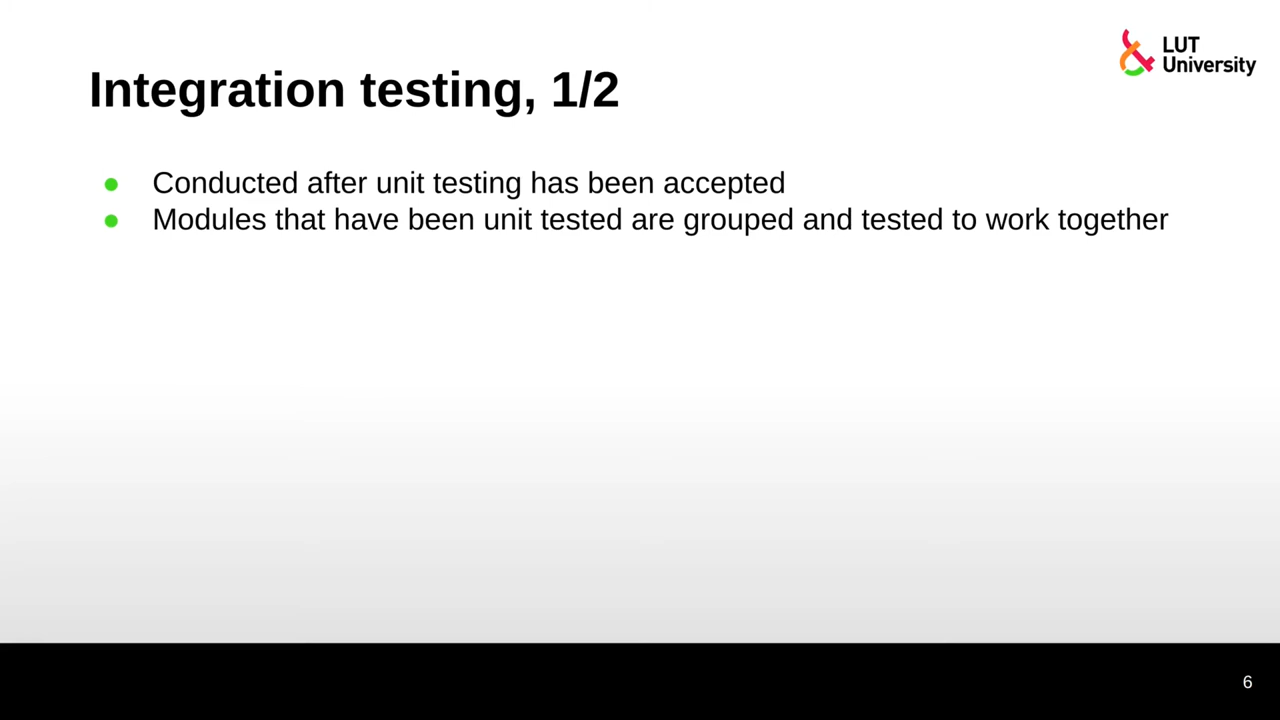 LUT
University
Integration testing, 1/2
● Conducted after unit testing has been accepted
● Modules that have been unit tested are grouped and tested to work together
6